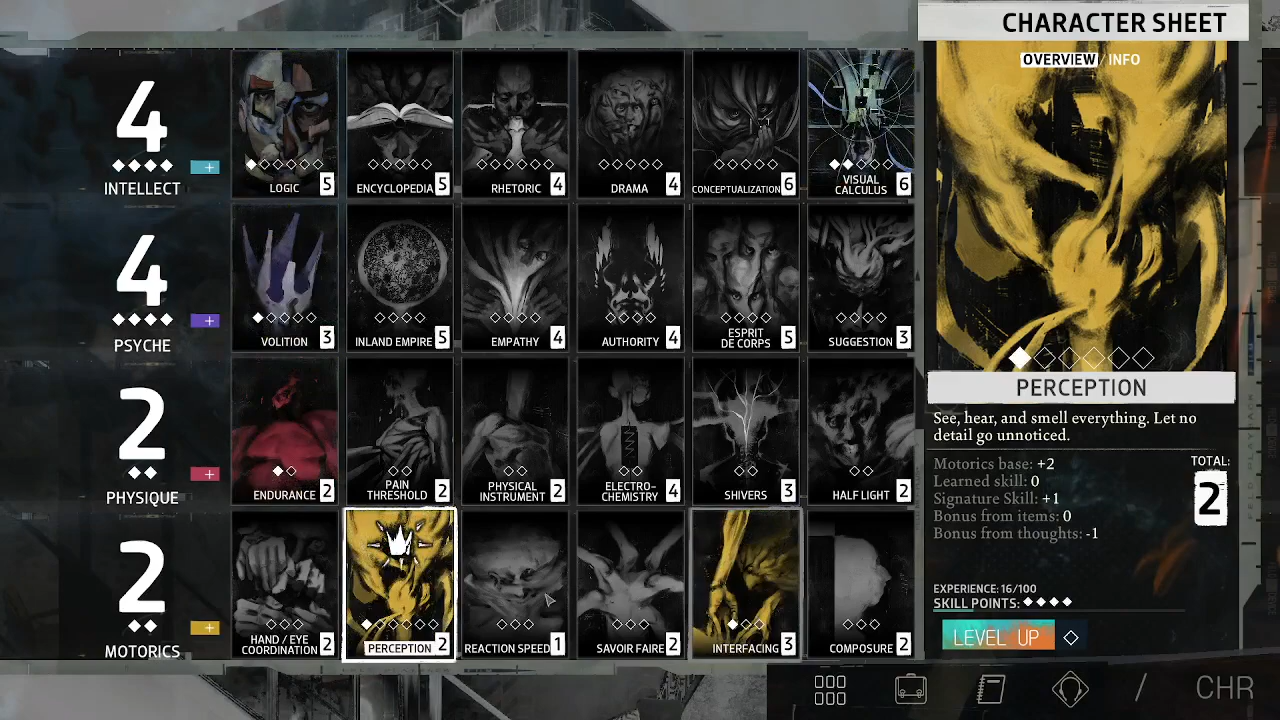 CHARACTER SHEET
OVERVIEW / INFO
4
INTELLECT
+
LOGIC 5
ENCYCLOPEDIA 5
RHETORIC 4
DRAMA 4
CONCEPTUALIZATION 6
VISUAL
CALCULUS 6
4
PSYCHE
+
VOLITION 3
INLAND EMPIRE 5
EMPATHY 4
AUTHORITY 4
ESPRIT
DE CORPS 5
SUGGESTION 3
2
PHYSIQUE
+
ENDURANCE 2
PAIN
THRESHOLD 2
PHYSICAL
INSTRUMENT 2
ELECTRO-
CHEMISTRY 4
SHIVERS 3
HALF LIGHT 2
2
MOTORICS
+
HAND / EYE
COORDINATION 2
PERCEPTION 2
REACTION SPEED 1
SAVOIR FAIRE 2
INTERFACING 3
COMPOSURE 2
PERCEPTION
See, hear, and smell everything. Let no
detail go unnoticed.
Motorics base: +2
Learned skill: 0
Signature Skill: +1
Bonus from items: 0
Bonus from thoughts: -1
TOTAL:
2
EXPERIENCE: 16/100
SKILL POINTS:
LEVEL UP
/ CHR